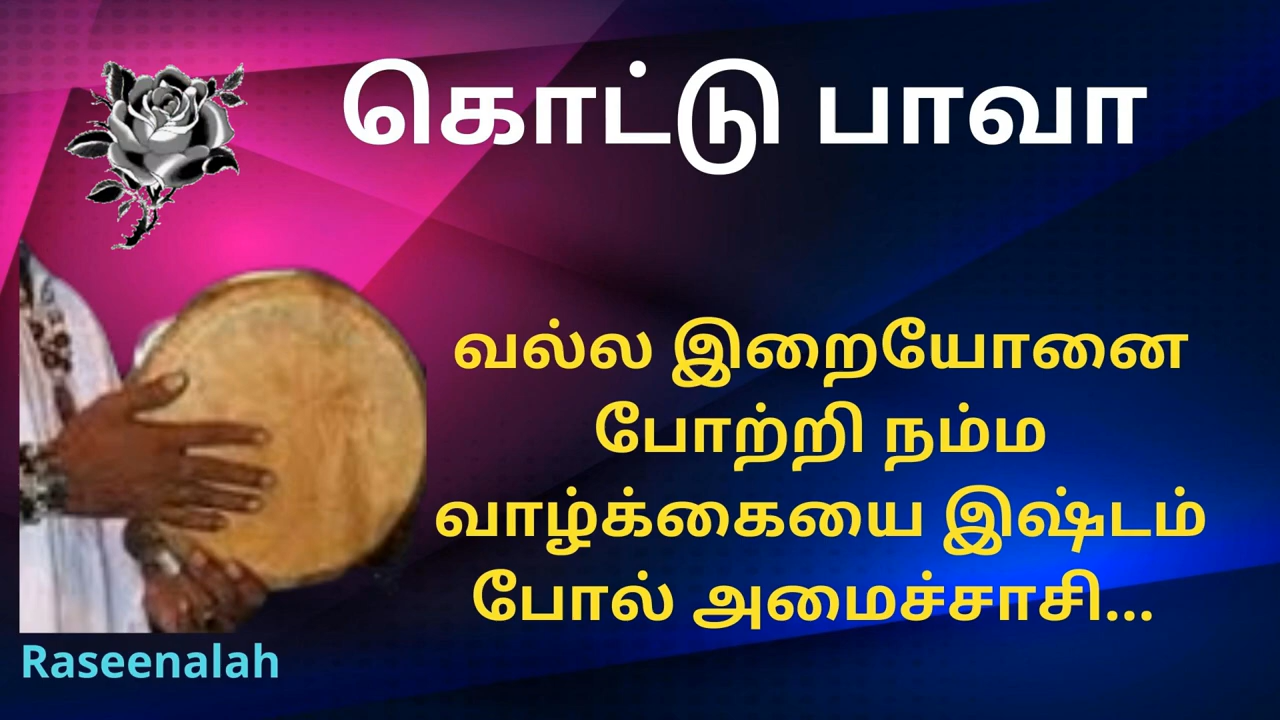 கொட்டு பாவா
வல்ல இறையோனை
போற்றி நம்ம
வாழ்க்கையை இஷ்டம்
போல் அமைச்சாசி...
Raseenalah